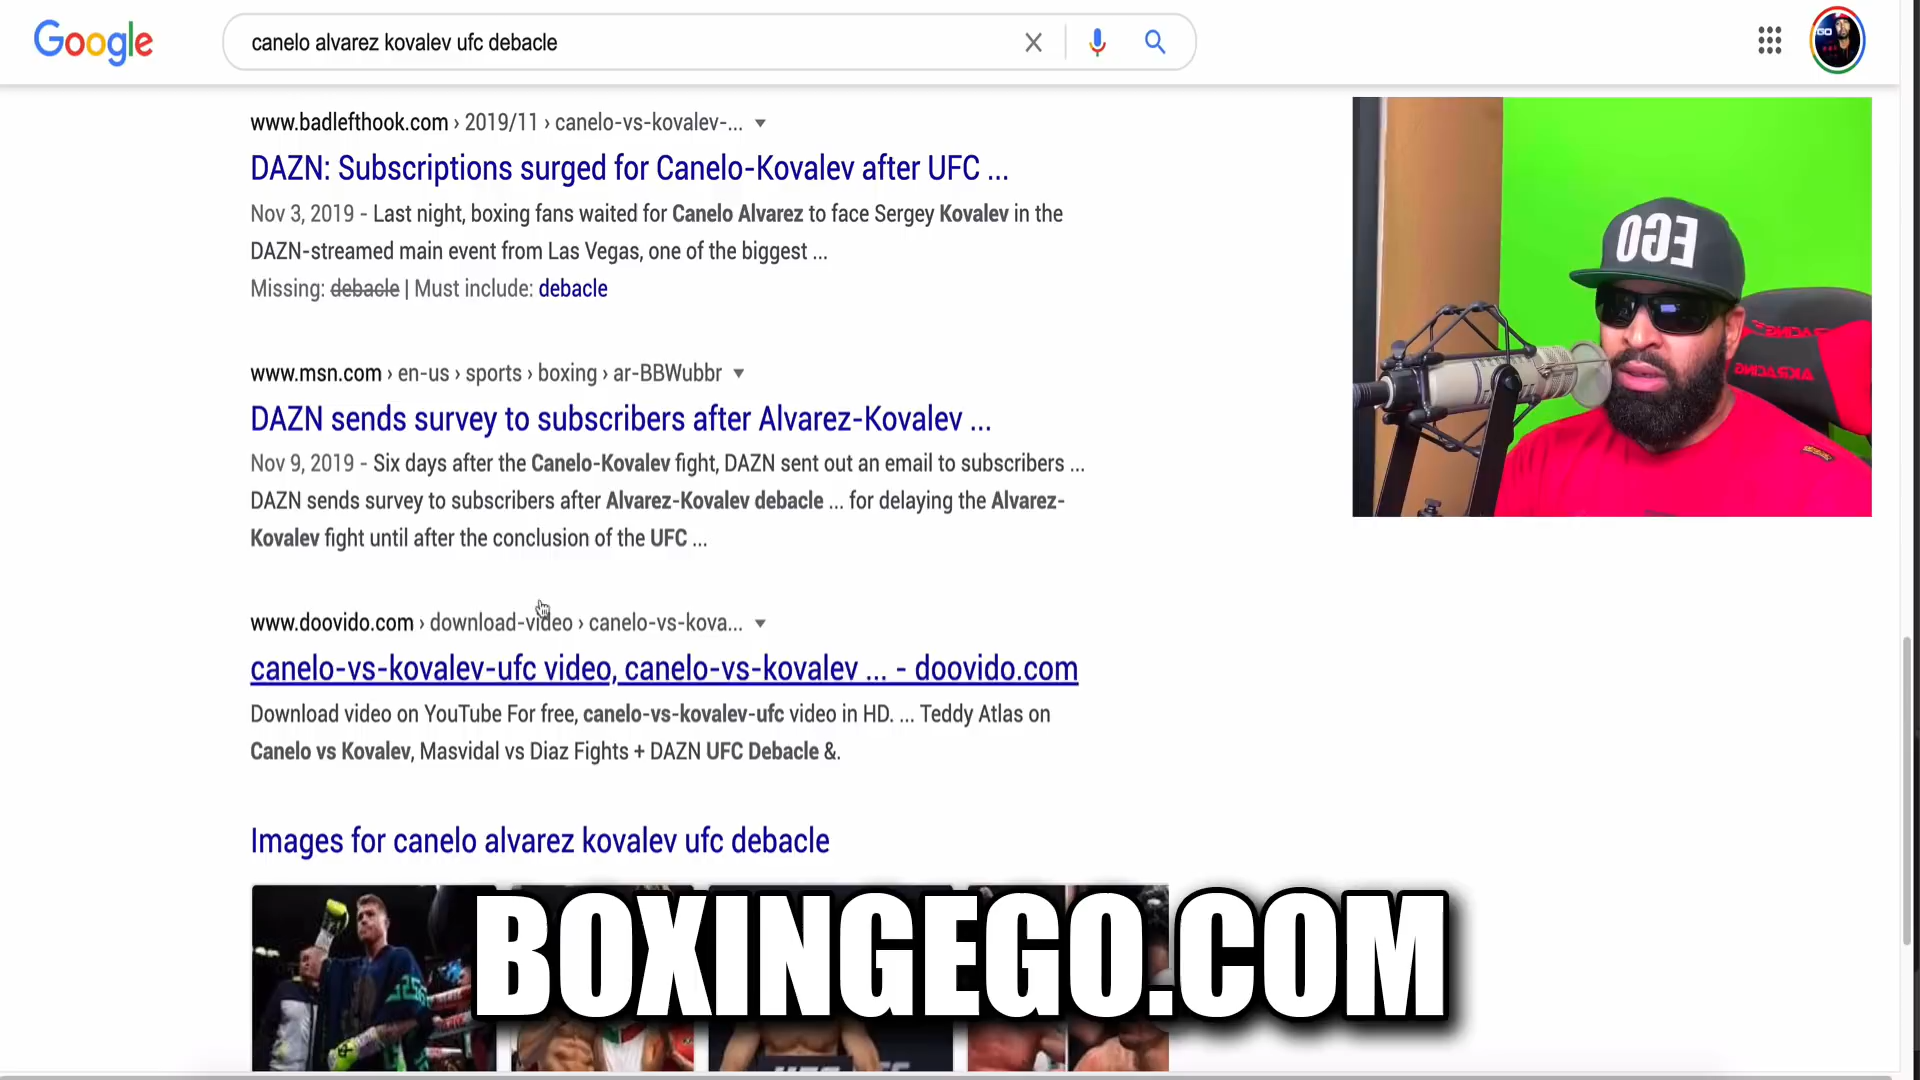 Google
canelo alvarez kovalev ufc debacle
www.badlefthook.com › 2019/11 › canelo-vs-kovalev-...
DAZN: Subscriptions surged for Canelo-Kovalev after UFC ...
Nov 3, 2019 - Last night, boxing fans waited for Canelo Alvarez to face Sergey Kovalev in the
DAZN-streamed main event from Las Vegas, one of the biggest ...
Missing: debacle | Must include: debacle
www.msn.com › en-us › sports › boxing › ar-BBWubbr
DAZN sends survey to subscribers after Alvarez-Kovalev ...
Nov 9, 2019 - Six days after the Canelo-Kovalev fight, DAZN sent out an email to subscribers ...
DAZN sends survey to subscribers after Alvarez-Kovalev debacle ... for delaying the Alvarez-
Kovalev fight until after the conclusion of the UFC ...
www.doovido.com › download-video › canelo-vs-kova...
canelo-vs-kovalev-ufc video, canelo-vs-kovalev ... - doovido.com
Download video on YouTube For free, canelo-vs-kovalev-ufc video in HD. ... Teddy Atlas on
Canelo vs Kovalev, Masvidal vs Diaz Fights + DAZN UFC Debacle &.
Images for canelo alvarez kovalev ufc debacle
BOXINGEGO.COM
EGO
AKRACING